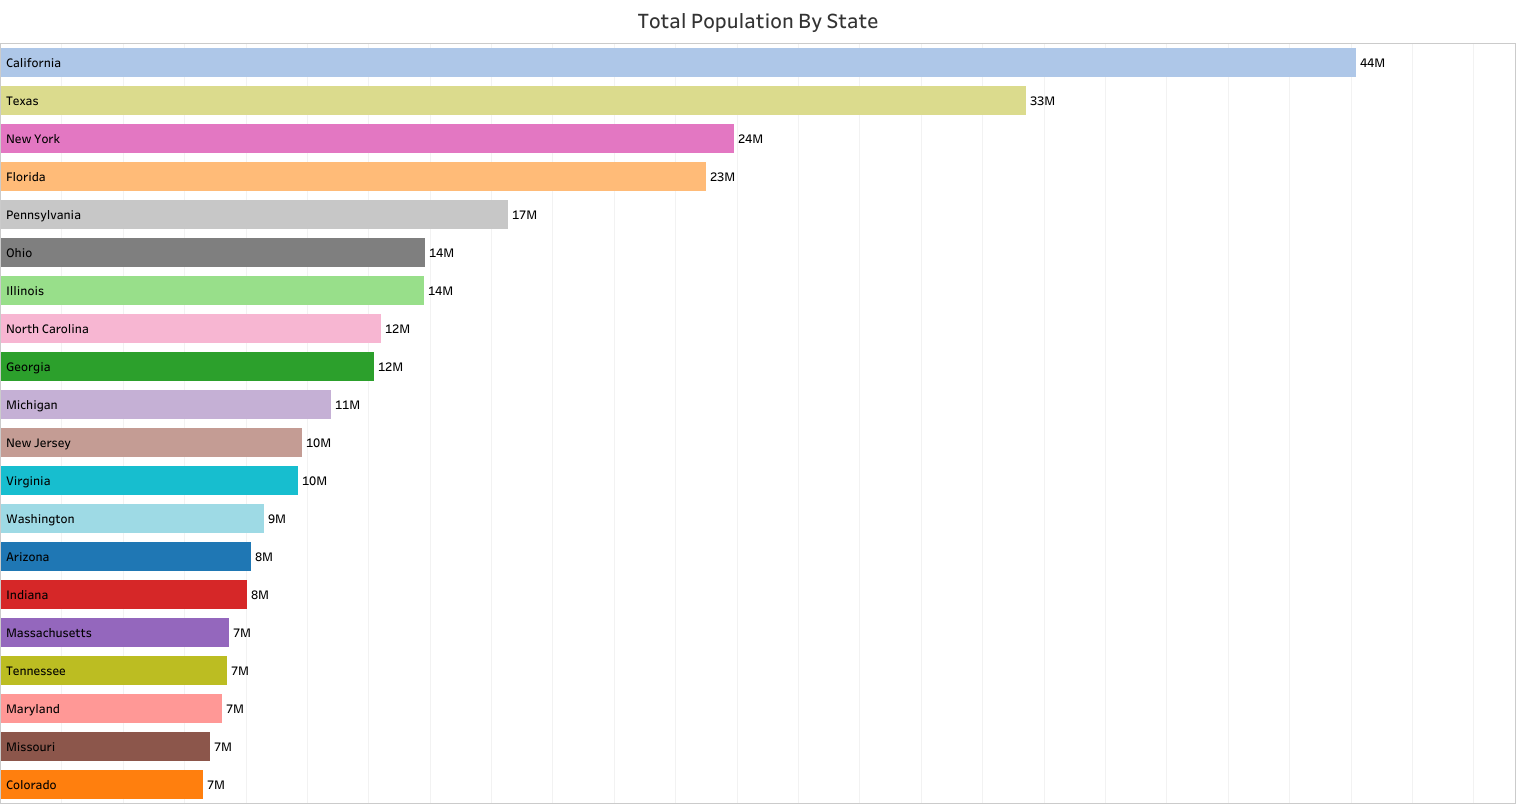 Total Population By State
California 44M
Texas 33M
New York 24M
Florida 23M
Pennsylvania 17M
Ohio 14M
Illinois 14M
North Carolina 12M
Georgia 12M
Michigan 11M
New Jersey 10M
Virginia 10M
Washington 9M
Arizona 8M
Indiana 8M
Massachusetts 7M
Tennessee 7M
Maryland 7M
Missouri 7M
Colorado 7M